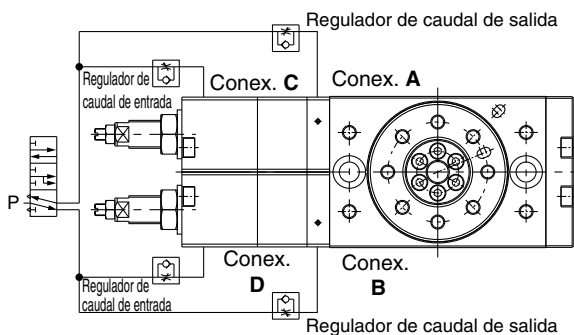 Regulador de caudal de salida
Regulador de
caudal de entrada
Conex. C
Conex. A
P
Conex.
D
Conex.
B
Regulador de
caudal de entrada
Regulador de caudal de salida